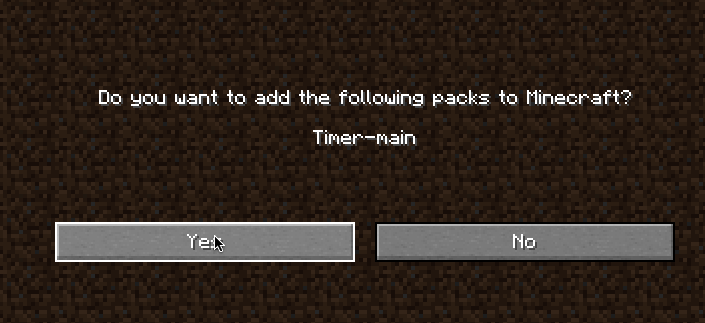 Do you want to add the following packs to Minecraft?
Timer-main
Yes
No